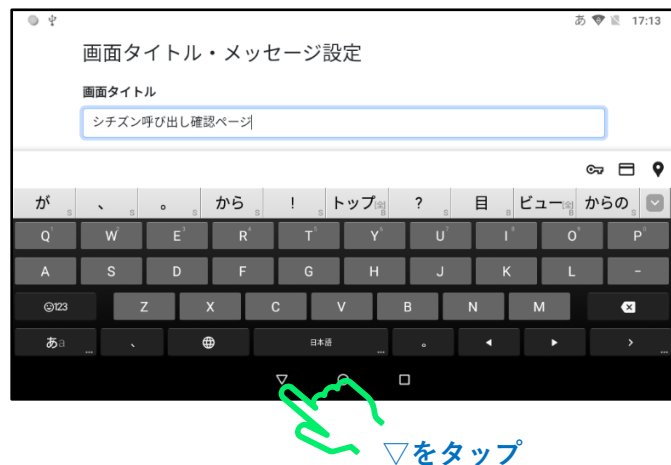 あ 17:13
画面タイトル・メッセージ設定
画面タイトル
シチズン呼び出し確認ページ
が 、 。 から ! トップ ? 目 ビュー からの
Q W E R T Y U I O P
A S D F G H J K L -
☺123 Z X C V B N M
あa 、 日本語 。 ◀ ▶ >
▽をタップ